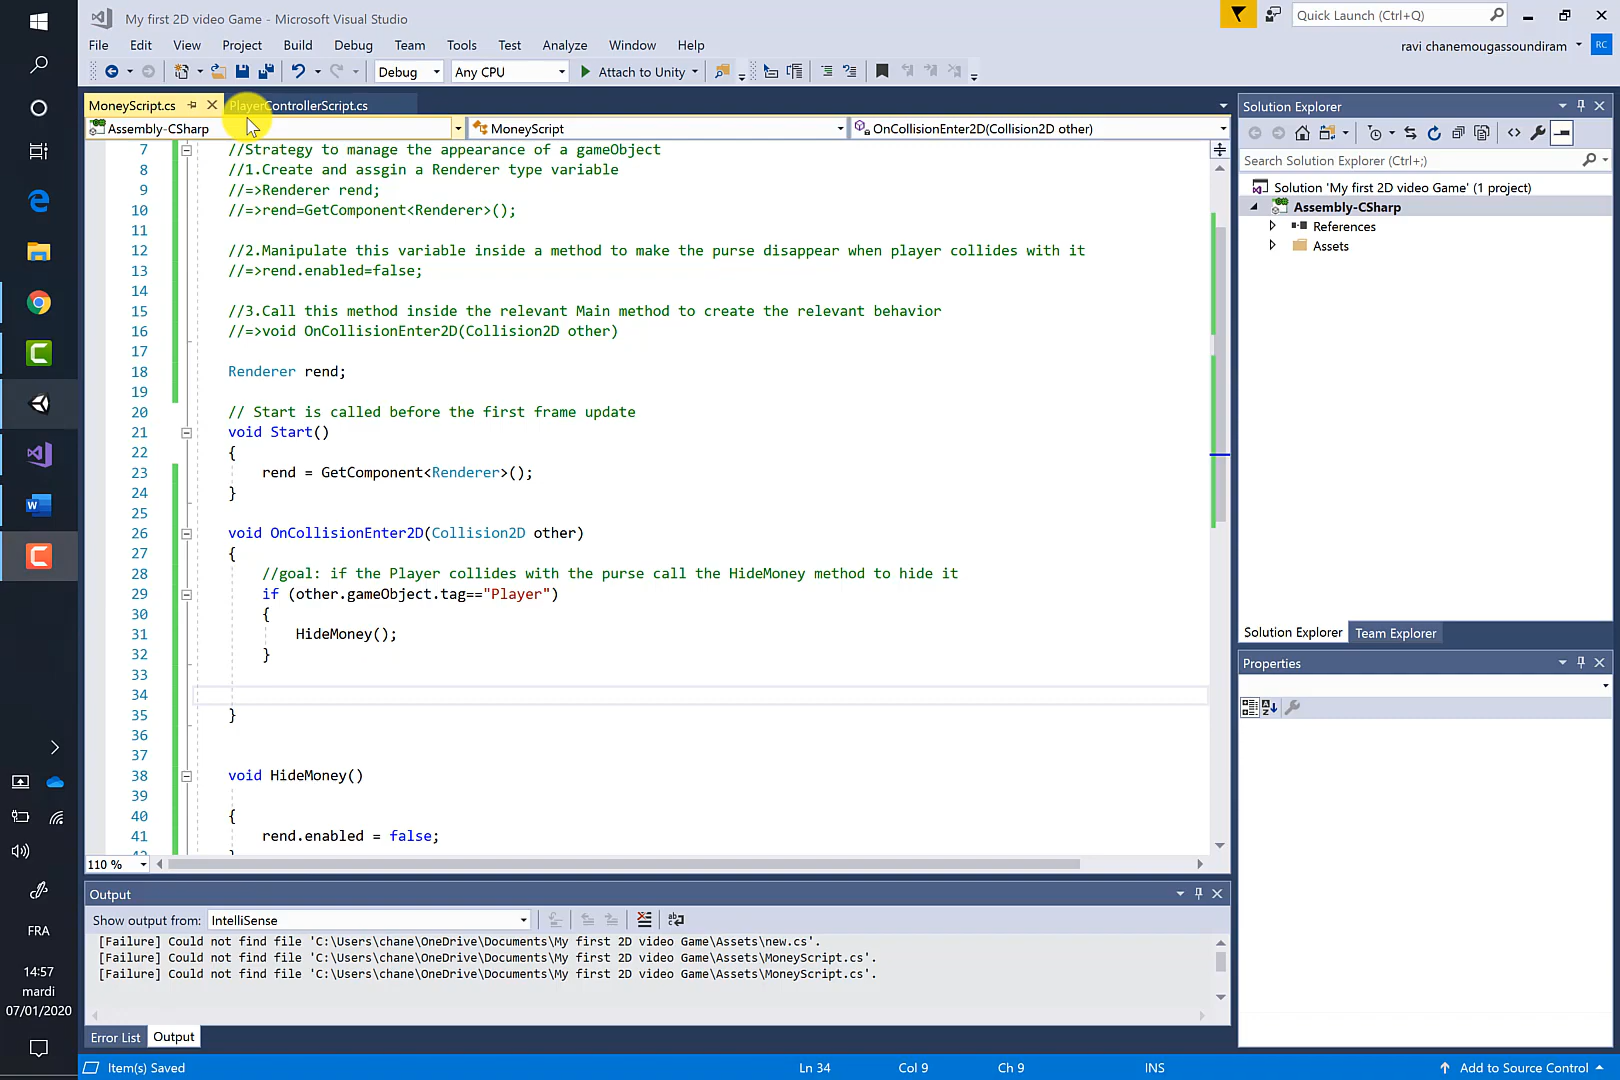 My first 2D video Game - Microsoft Visual Studio
Quick Launch (Ctrl+Q)
File Edit View Project Build Debug Team Tools Test Analyze Window Help
ravi chanemougassoundiram RC
Debug Any CPU Attach to Unity
MoneyScript.cs PlayerControllerScript.cs
Assembly-CSharp MoneyScript OnCollisionEnter2D(Collision2D other)
7 //Strategy to manage the appearance of a gameObject
8 //1.Create and assgin a Renderer type variable
9 //=>Renderer rend;
10 //=>rend=GetComponent<Renderer>();
11
12 //2.Manipulate this variable inside a method to make the purse disappear when player collides with it
13 //=>rend.enabled=false;
14
15 //3.Call this method inside the relevant Main method to create the relevant behavior
16 //=>void OnCollisionEnter2D(Collision2D other)
17
18 Renderer rend;
19
20 // Start is called before the first frame update
21 void Start()
22 {
23 rend = GetComponent<Renderer>();
24 }
25
26 void OnCollisionEnter2D(Collision2D other)
27 {
28 //goal: if the Player collides with the purse call the HideMoney method to hide it
29 if (other.gameObject.tag=="Player")
30 {
31 HideMoney();
32 }
33
34
35 }
36
37
38 void HideMoney()
39
40 {
41 rend.enabled = false;
110 %
Output
Show output from: IntelliSense
[Failure] Could not find file 'C:\Users\chane\OneDrive\Documents\My first 2D video Game\Assets\new.cs'.
[Failure] Could not find file 'C:\Users\chane\OneDrive\Documents\My first 2D video Game\Assets\MoneyScript.cs'.
[Failure] Could not find file 'C:\Users\chane\OneDrive\Documents\My first 2D video Game\Assets\MoneyScript.cs'.
Error List Output
Item(s) Saved Ln 34 Col 9 Ch 9 INS Add to Source Control
Solution Explorer
Search Solution Explorer (Ctrl+;)
Solution 'My first 2D video Game' (1 project)
Assembly-CSharp
References
Assets
Solution Explorer Team Explorer
Properties
FRA
14:57
mardi
07/01/2020